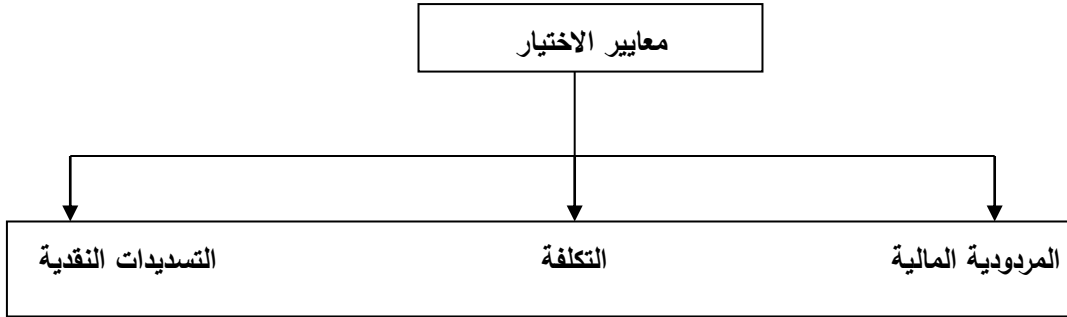 معايير الاختيار
المردودية المالية
التكلفة
التسديدات النقدية